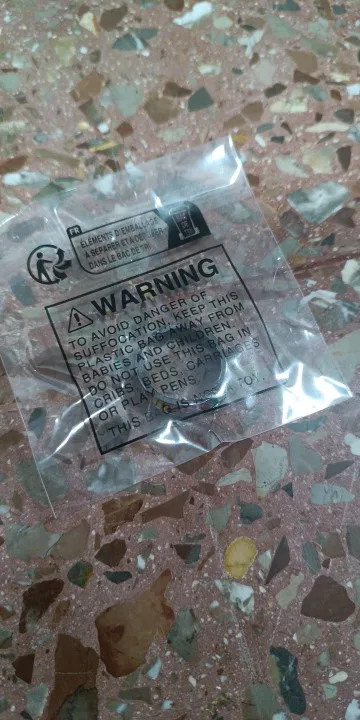 FR
ÉLÉMENTS D'EMBALLAGE
À SÉPARER ET À DÉPOSER
DANS LE BAC DE TRI
WARNING
TO AVOID DANGER OF
SUFFOCATION, KEEP THIS
PLASTIC BAG AWAY FROM
BABIES AND CHILDREN.
DO NOT USE THIS BAG IN
CRIBS, BEDS, CARRIAGES
OR PLAY PENS.
THIS IS